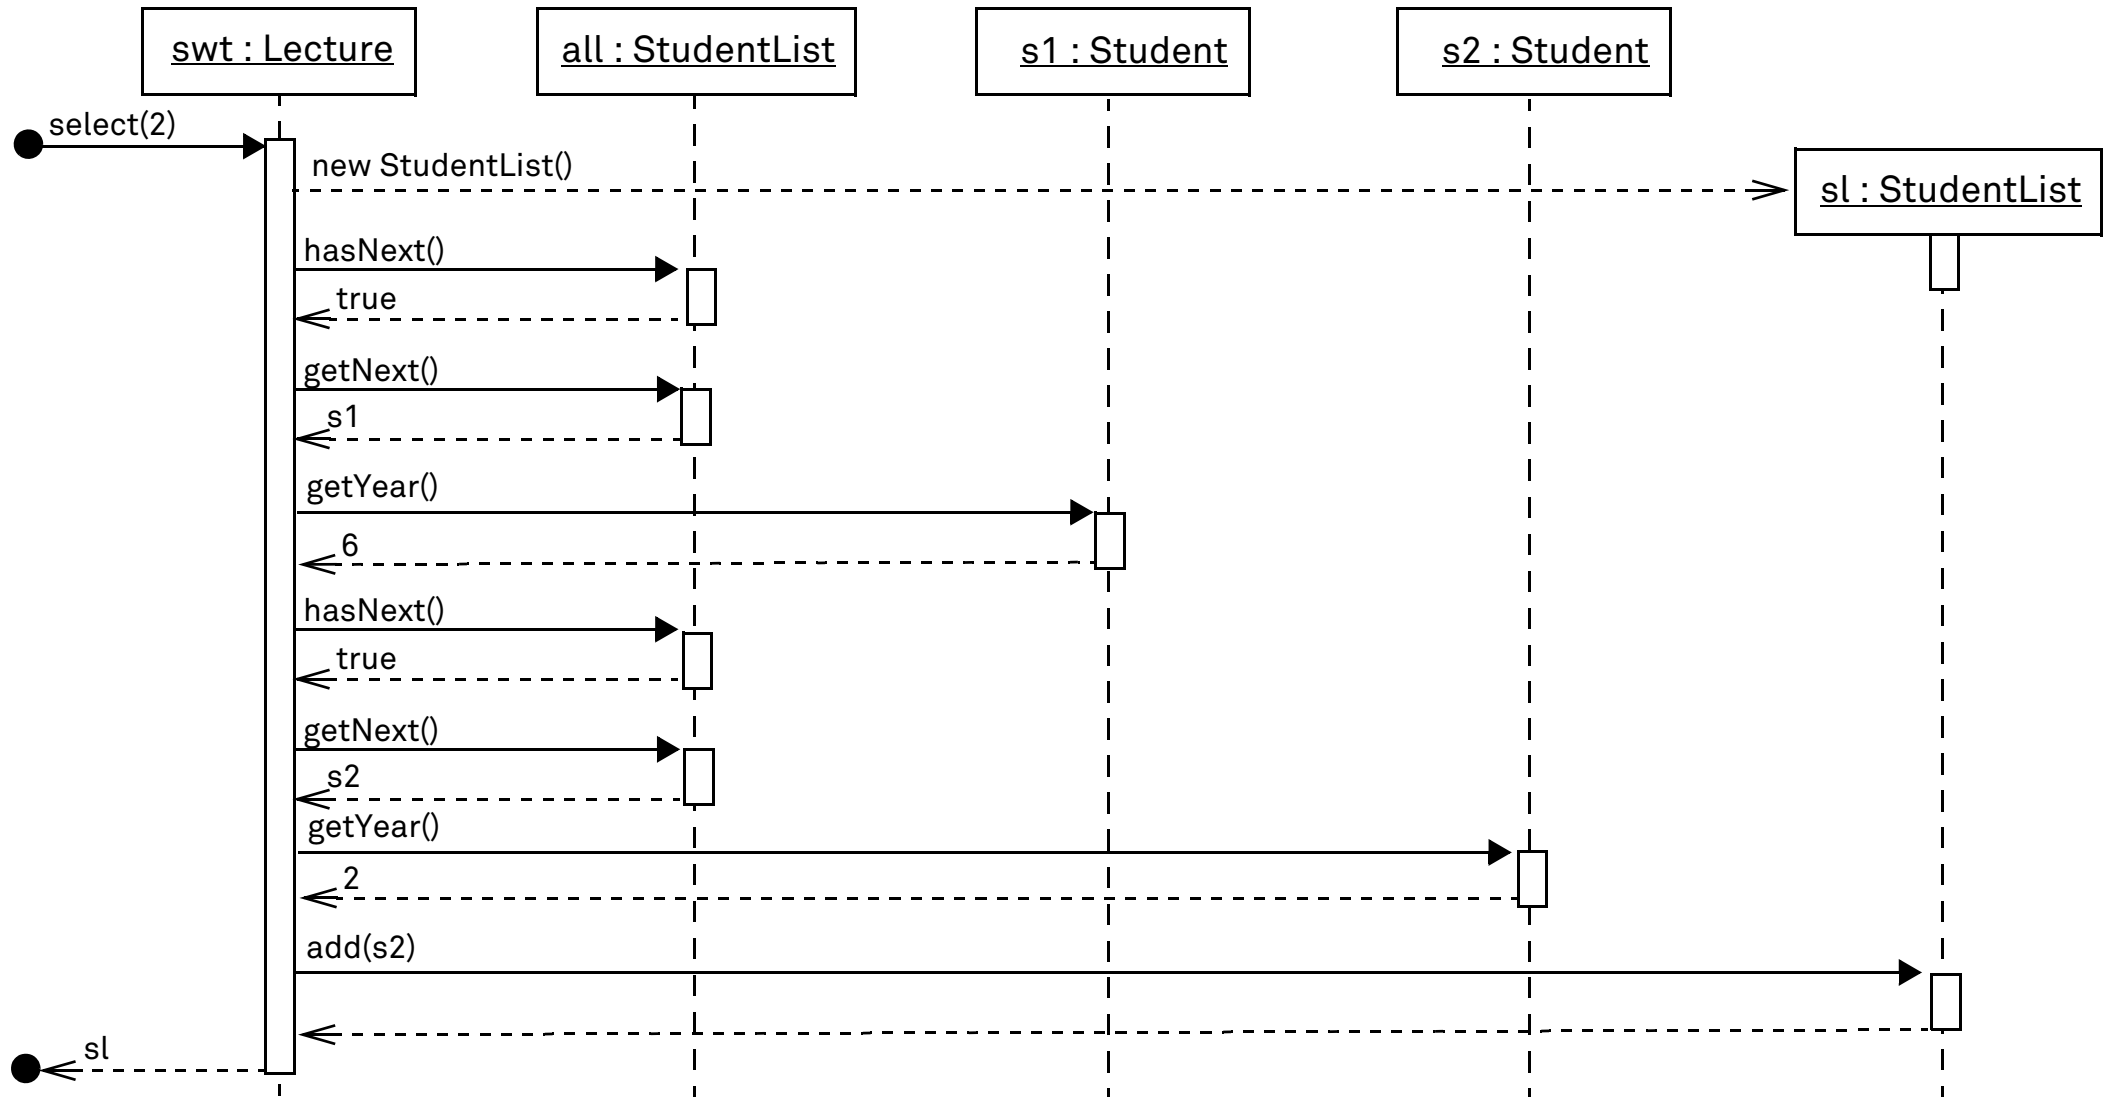 swt : Lecture
all : StudentList
s1 : Student
s2 : Student
select(2)
new StudentList()
sl : StudentList
hasNext()
true
getNext()
s1
getYear()
6
hasNext()
true
getNext()
s2
getYear()
2
add(s2)
sl